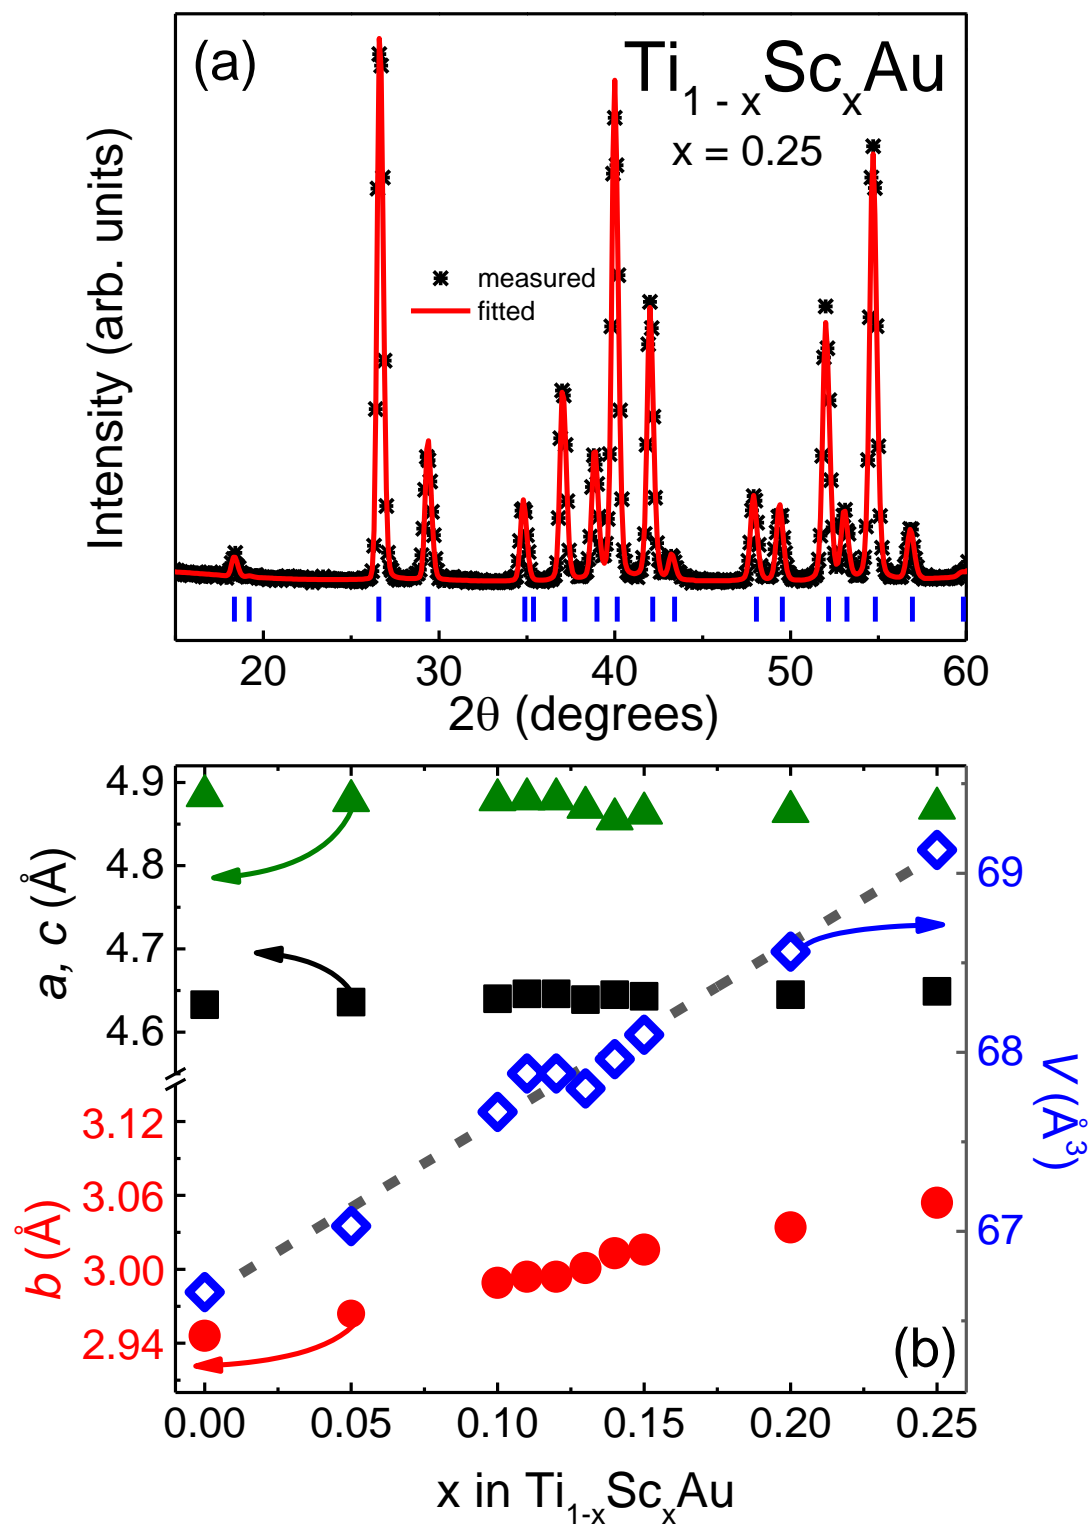 (a)
Ti1 - xScxAu
x = 0.25
measured
fitted
Intensity (arb. units)
20 30 40 50 60
2θ (degrees)
4.9
4.8
4.7
4.6
a, c (Å)
3.12
3.06
3.00
2.94
b (Å)
69
68
67
V (Å3)
(b)
0.00 0.05 0.10 0.15 0.20 0.25
x in Ti1-xScxAu